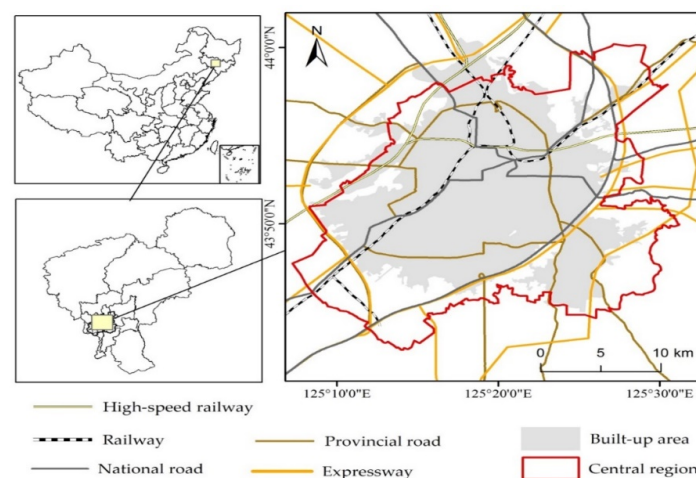 N
44°0'0"N
43°50'0"N
0 5 10 km
125°10'0"E 125°20'0"E 125°30'0"E
High-speed railway
Railway Provincial road Built-up area
National road Expressway Central region